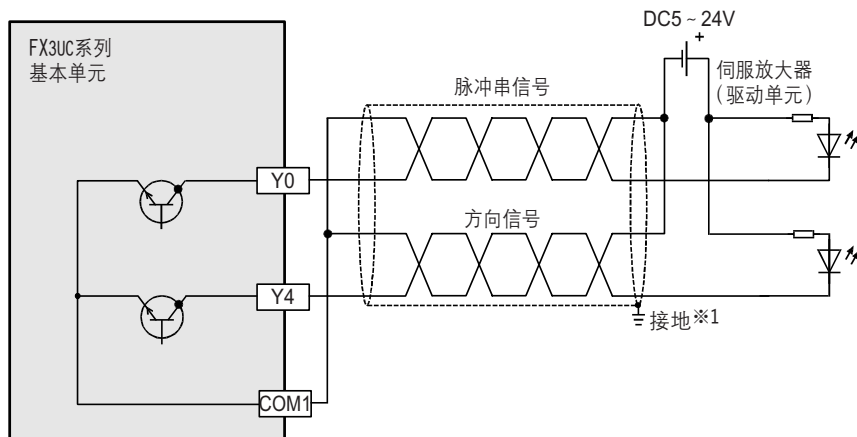 DC5~24V
+
FX3UC系列
基本单元
伺服放大器
(驱动单元)
脉冲串信号
Y0
方向信号
Y4
接地※1
COM1